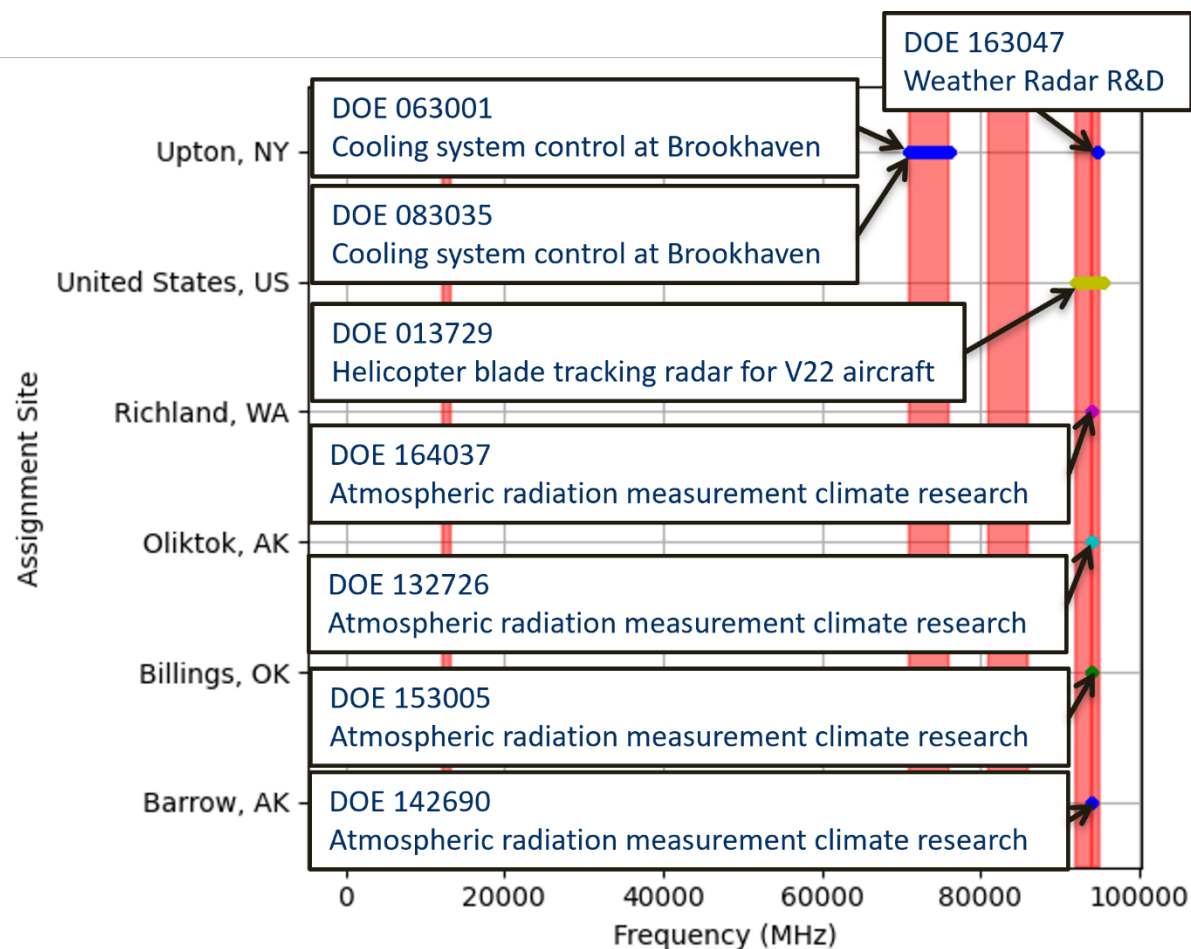 DOE 163047
Weather Radar R&D
DOE 063001
Cooling system control at Brookhaven
Upton, NY
DOE 083035
Cooling system control at Brookhaven
United States, US
DOE 013729
Helicopter blade tracking radar for V22 aircraft
Assignment Site
Richland, WA
DOE 164037
Atmospheric radiation measurement climate research
Oliktok, AK
DOE 132726
Atmospheric radiation measurement climate research
Billings, OK
DOE 153005
Atmospheric radiation measurement climate research
Barrow, AK
DOE 142690
Atmospheric radiation measurement climate research
0 20000 40000 60000 80000 100000
Frequency (MHz)